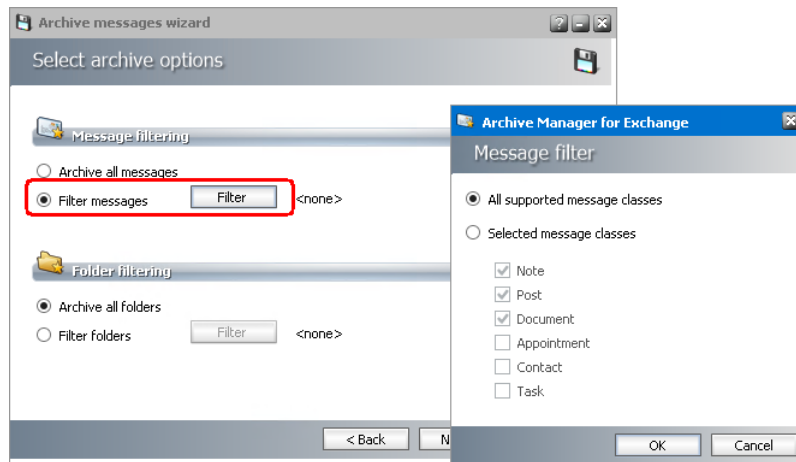 Archive messages wizard
Select archive options
Message filtering
Archive all messages
Filter messages Filter <none>
Folder filtering
Archive all folders
Filter folders Filter <none>
< Back N
Archive Manager for Exchange
Message filter
All supported message classes
Selected message classes
Note
Post
Document
Appointment
Contact
Task
OK Cancel